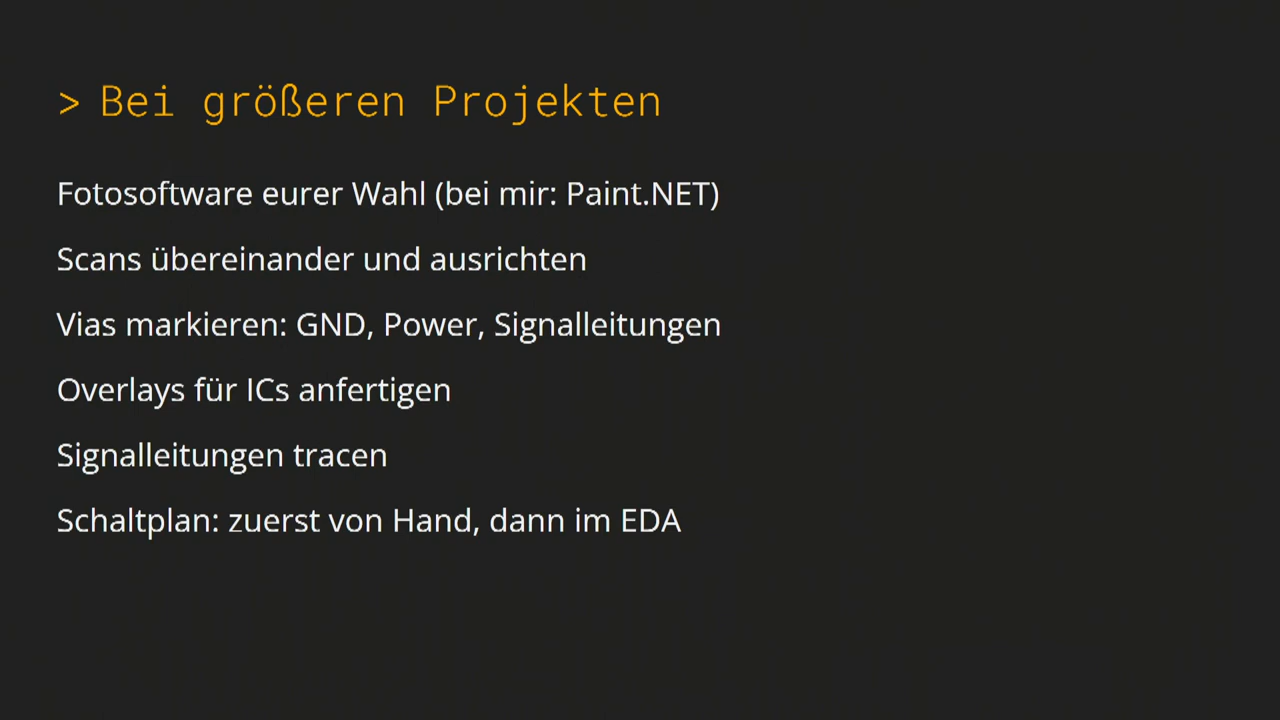 > Bei größeren Projekten
Fotosoftware eurer Wahl (bei mir: Paint.NET)
Scans übereinander und ausrichten
Vias markieren: GND, Power, Signalleitungen
Overlays für ICs anfertigen
Signalleitungen tracen
Schaltplan: zuerst von Hand, dann im EDA